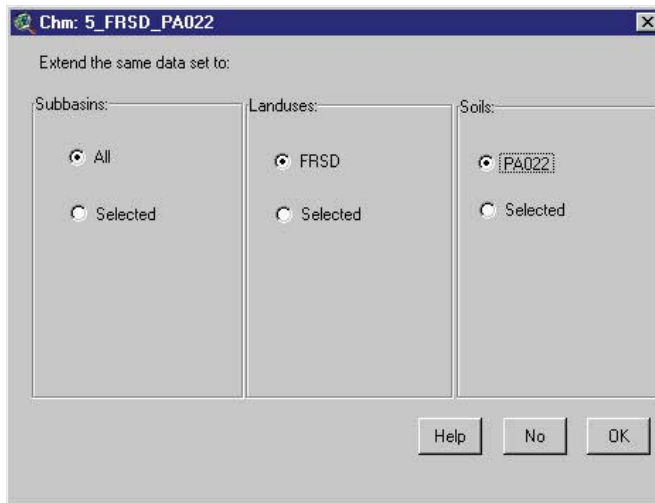 Chm: 5_FRSD_PA022
Extend the same data set to:
Subbasins:
All
Selected
Landuses:
FRSD
Selected
Soils:
PA022
Selected
Help
No
OK